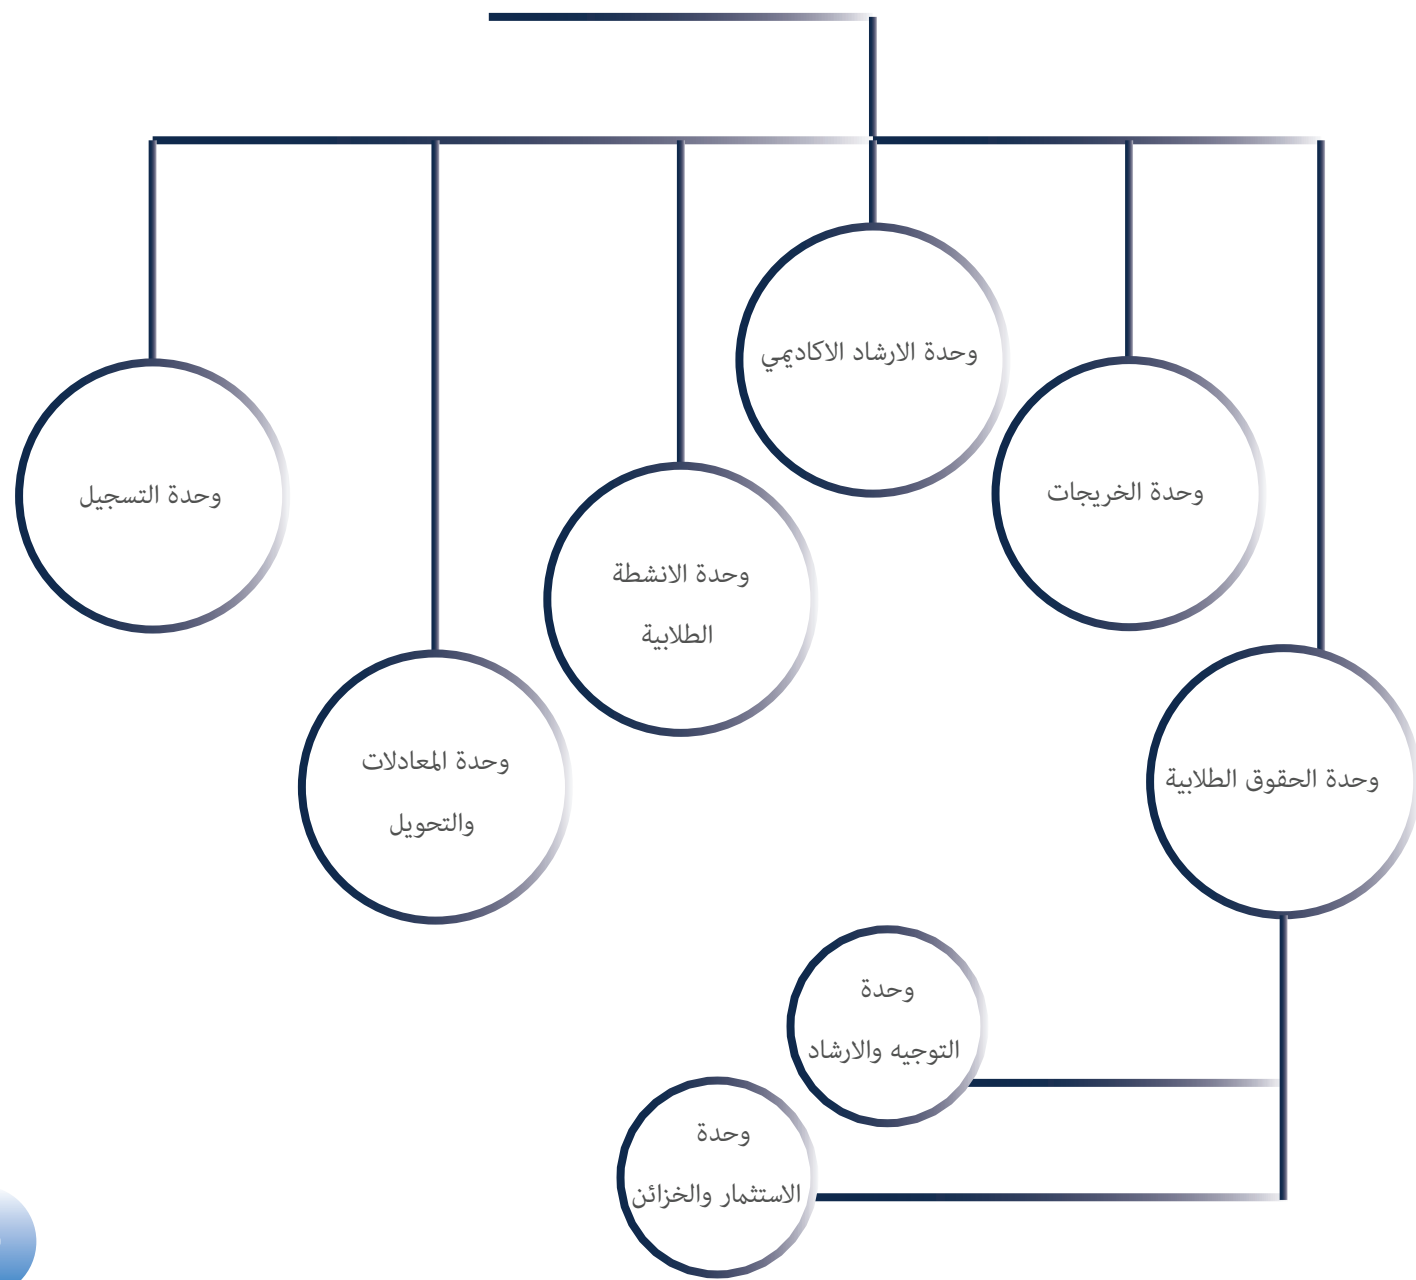 وحدة الارشاد الاكاديمي
وحدة الخريجات
وحدة التسجيل
وحدة الانشطة
الطلابية
وحدة الحقوق الطلابية
وحدة المعادلات
والتحويل
وحدة
التوجيه والارشاد
وحدة
الاستثمار والخزائن